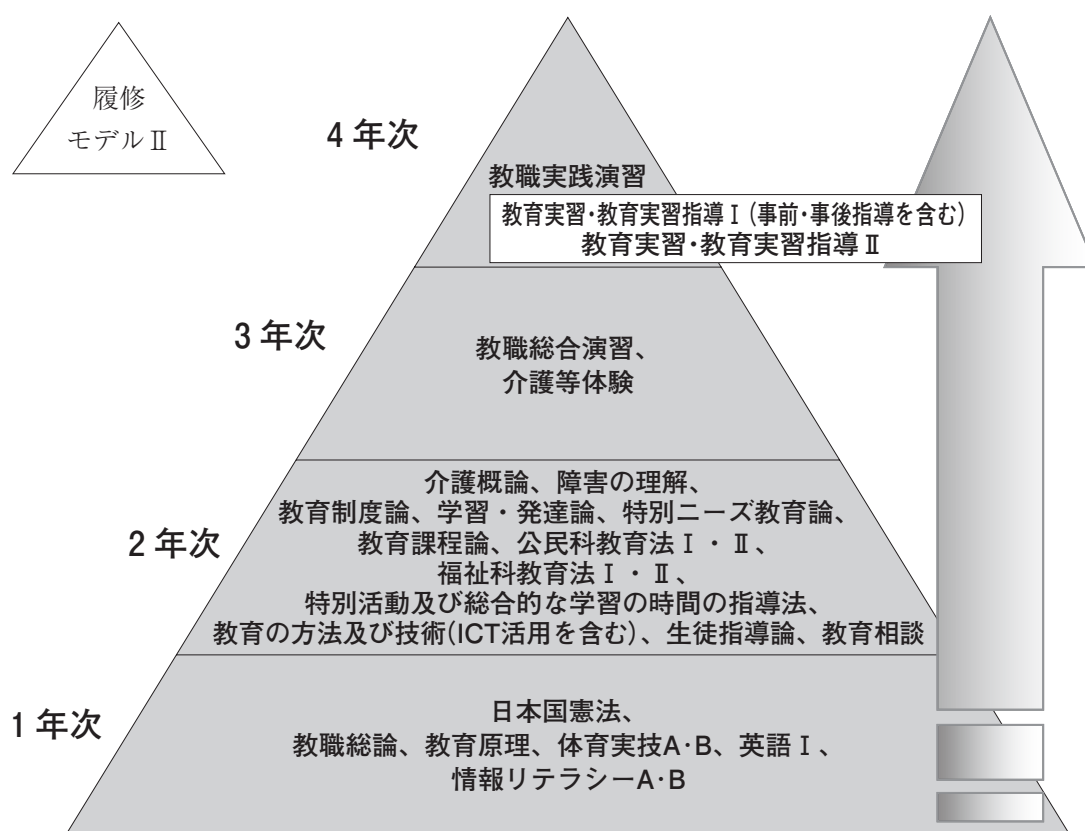 履修
モデルⅡ
4 年次
教職実践演習
教育実習・教育実習指導Ⅰ(事前・事後指導を含む)
教育実習・教育実習指導Ⅱ
3 年次
教職総合演習、
介護等体験
2 年次
介護概論、障害の理解、
教育制度論、学習・発達論、特別ニーズ教育論、
教育課程論、公民科教育法Ⅰ・Ⅱ、
福祉科教育法Ⅰ・Ⅱ、
特別活動及び総合的な学習の時間の指導法、
教育の方法及び技術(ICT活用を含む)、生徒指導論、教育相談
1 年次
日本国憲法、
教職総論、教育原理、体育実技A・B、英語Ⅰ、
情報リテラシーA・B